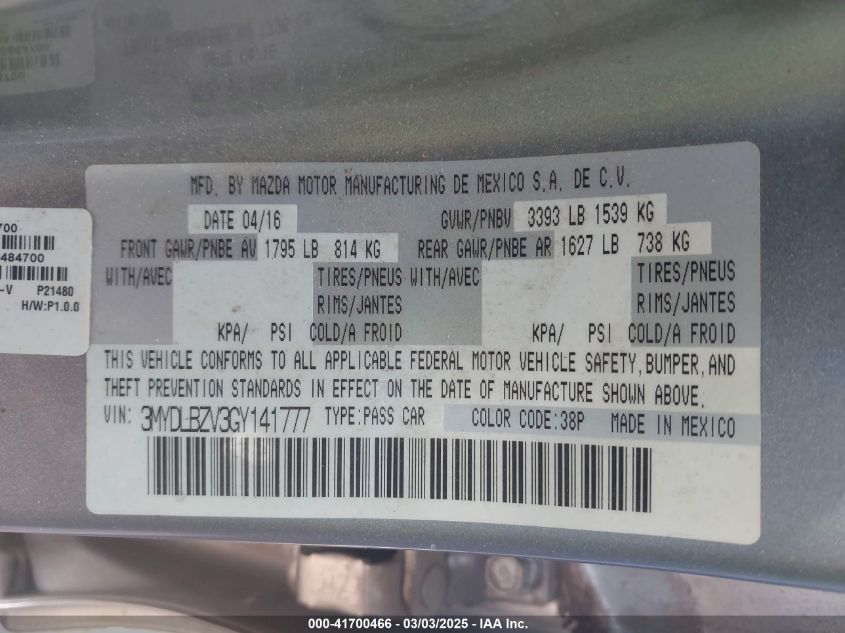 MFD. BY MAZDA MOTOR MANUFACTURING DE MEXICO S.A. DE C.V.
DATE 04/16 GVWR/PNBV 3393 LB 1539 KG
FRONT GAWR/PNBE AV 1795 LB 814 KG REAR GAWR/PNBE AR 1627 LB 738 KG
WITH/AVEC TIRES/PNEUS WITH/AVEC TIRES/PNEUS
RIMS/JANTES RIMS/JANTES
KPA/ PSI COLD/A FROID KPA/ PSI COLD/A FROID
THIS VEHICLE CONFORMS TO ALL APPLICABLE FEDERAL MOTOR VEHICLE SAFETY, BUMPER, AND
THEFT PREVENTION STANDARDS IN EFFECT ON THE DATE OF MANUFACTURE SHOWN ABOVE.
VIN: 3MYDLBZV3GY141777 TYPE:PASS CAR COLOR CODE:38P MADE IN MEXICO
700
484700
-V P21480
H/W:P1.0.0
000-41700466 - 03/03/2025 - IAA Inc.